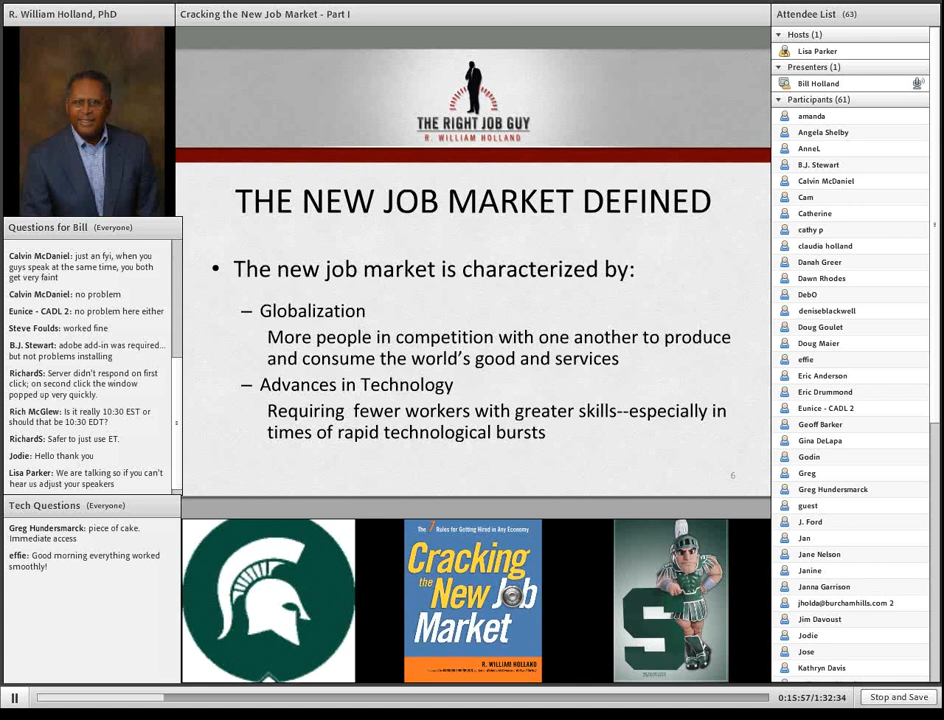 R. William Holland, PhD
Cracking the New Job Market - Part I
Attendee List (63)
Hosts (1)
Lisa Parker
Presenters (1)
Bill Holland
Participants (61)
amanda
Angela Shelby
AnneL
B.J. Stewart
Calvin McDaniel
Cam
Catherine
cathy p
claudia holland
Danah Greer
Dawn Rhodes
DebO
deniseblackwell
Doug Goulet
Doug Maier
effie
Eric Anderson
Eric Drummond
Eunice - CADL 2
Geoff Barker
Gina DeLapa
Godin
Greg
Greg Hundersmarck
guest
J. Ford
Jan
Jane Nelson
Janine
Janna Garrison
jholda@burchamhills.com 2
Jim Davoust
Jodie
Jose
Kathryn Davis
THE RIGHT JOB GUY
R. WILLIAM HOLLAND
THE NEW JOB MARKET DEFINED
• The new job market is characterized by:
– Globalization
More people in competition with one another to produce
and consume the world's good and services
– Advances in Technology
Requiring fewer workers with greater skills--especially in
times of rapid technological bursts
6
Questions for Bill (Everyone)
Calvin McDaniel: just an fyi, when you
guys speak at the same time, you both
get very faint
Calvin McDaniel: no problem
Eunice - CADL 2: no problem here either
Steve Foulds: worked fine
B.J. Stewart: adobe add-in was required...
but not problems installing
RichardS: Server didn't respond on first
click; on second click the window
popped up very quickly.
Rich McGlew: Is it really 10:30 EST or
should that be 10:30 EDT?
RichardS: Safer to just use ET.
Jodie: Hello thank you
Lisa Parker: We are talking so if you can't
hear us adjust your speakers
Tech Questions (Everyone)
Greg Hundersmarck: piece of cake.
Immediate access
effie: Good morning everything worked
smoothly!
The 7 Rules for Getting Hired in Any Economy
Cracking
the New Job
Market
R. WILLIAM HOLLAND
S
0:15:57/1:32:34
Stop and Save